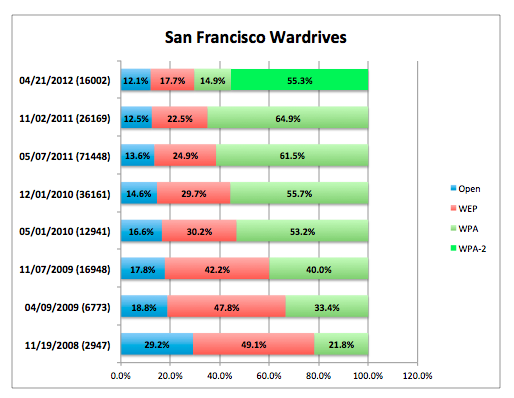 San Francisco Wardrives
04/21/2012 (16002) 12.1% 17.7% 14.9% 55.3%
11/02/2011 (26169) 12.5% 22.5% 64.9%
05/07/2011 (71448) 13.6% 24.9% 61.5%
12/01/2010 (36161) 14.6% 29.7% 55.7%
05/01/2010 (12941) 16.6% 30.2% 53.2%
11/07/2009 (16948) 17.8% 42.2% 40.0%
04/09/2009 (6773) 18.8% 47.8% 33.4%
11/19/2008 (2947) 29.2% 49.1% 21.8%
0.0% 20.0% 40.0% 60.0% 80.0% 100.0% 120.0%
Open
WEP
WPA
WPA-2